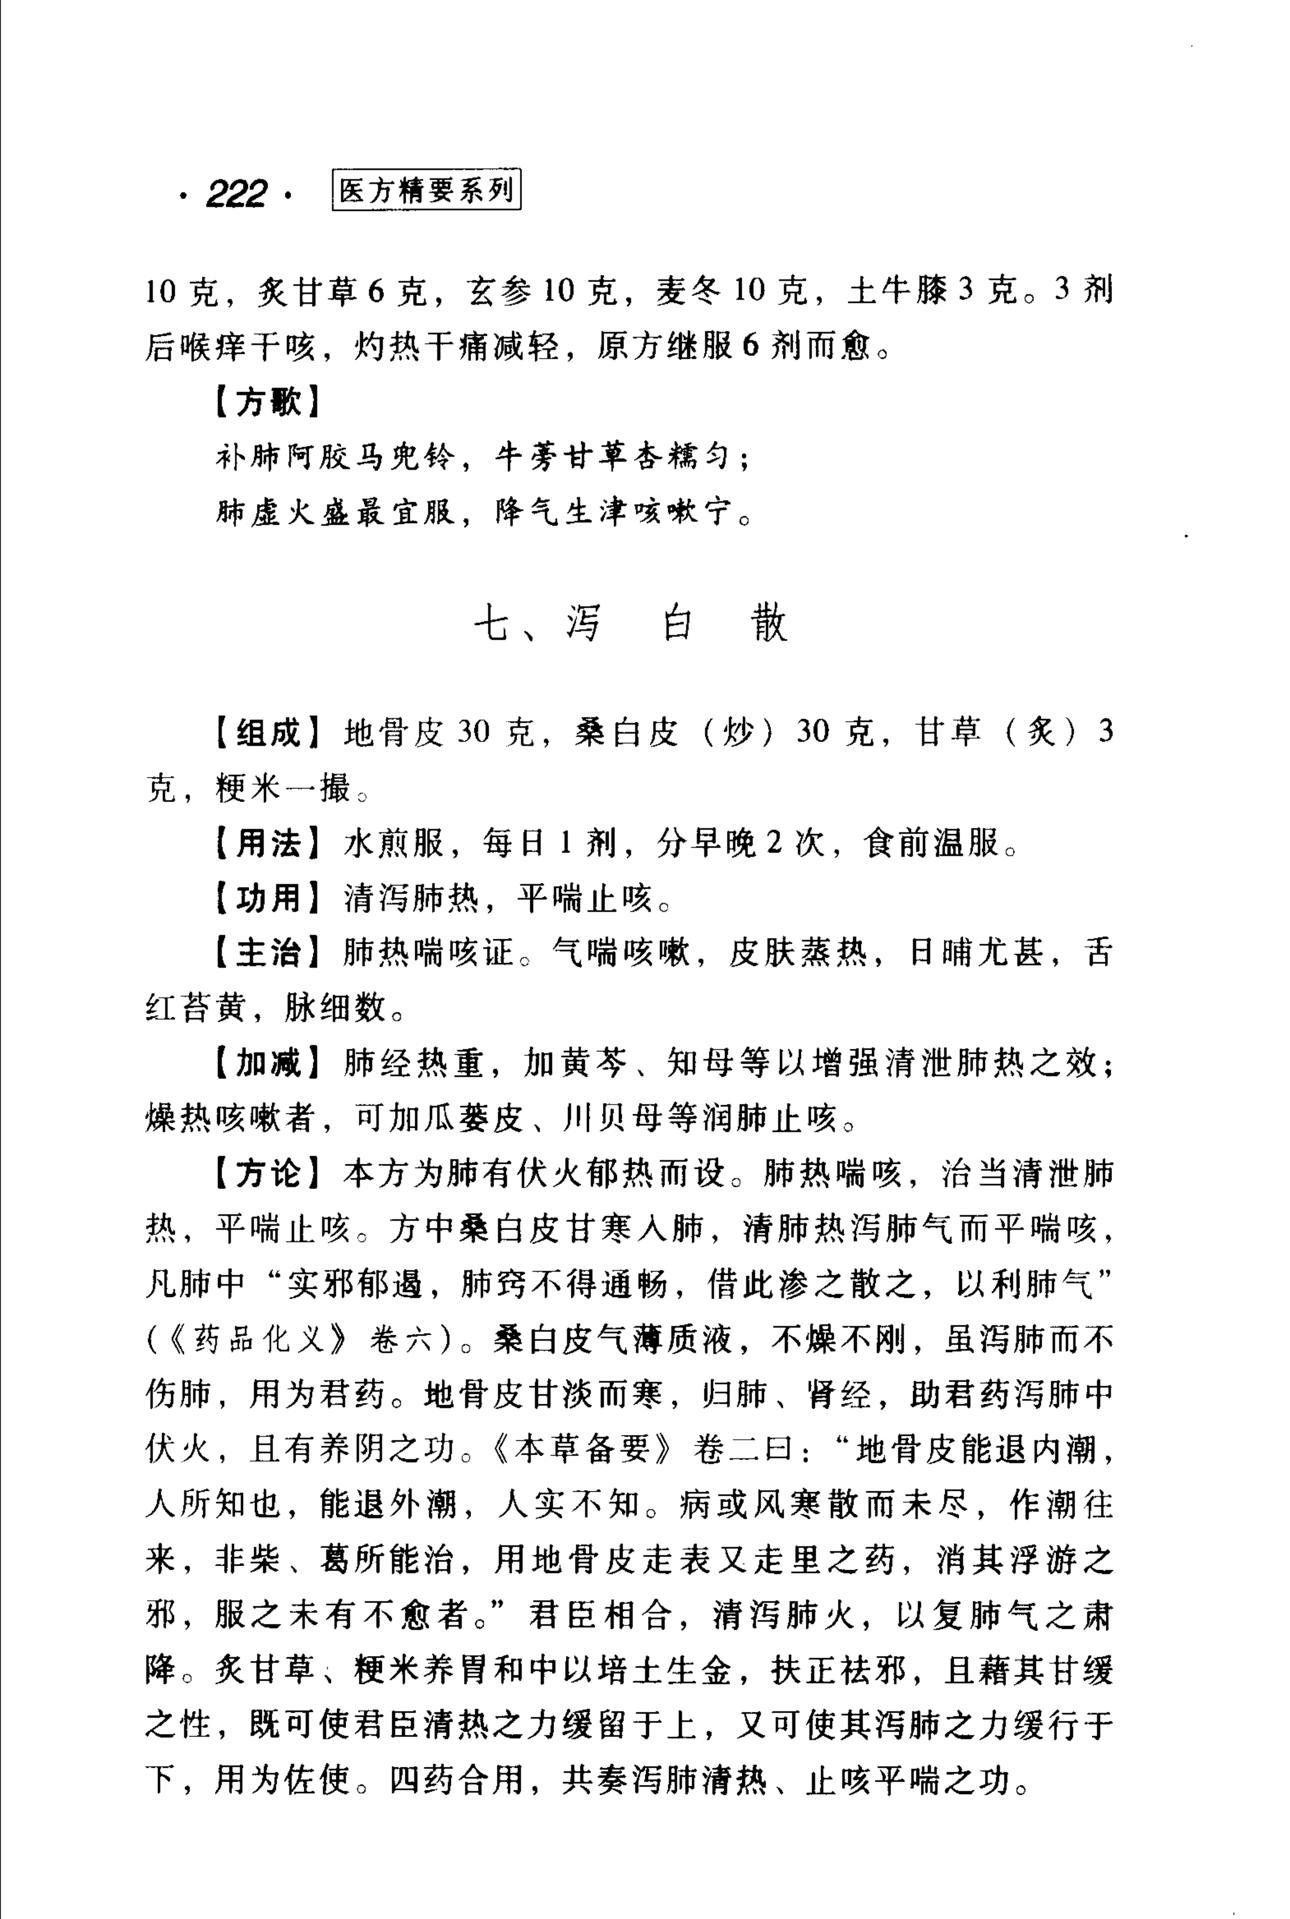 ·222· 医方精要系列
10克，炙甘草6克，玄参10克，麦冬10克，土牛膝3克。3剂
后喉痒干咳，灼热干痛减轻，原方继服6剂而愈。
【方歌】
补肺阿胶马兜铃，牛蒡甘草杏糯匀；
肺虚火盛最宜服，降气生津咳嗽宁。
七、泻白散
【组成】地骨皮30克，桑白皮（炒）30克，甘草（炙）3
克，粳米一撮。
【用法】水煎服，每日1剂，分早晚2次，食前温服。
【功用】清泻肺热，平喘止咳。
【主治】肺热喘咳证。气喘咳嗽，皮肤蒸热，日晡尤甚，舌
红苔黄，脉细数。
【加减】肺经热重，加黄芩、知母等以增强清泄肺热之效；
燥热咳嗽者，可加瓜蒌皮、川贝母等润肺止咳。
【方论】本方为肺有伏火郁热而设。肺热喘咳，治当清泄肺
热，平喘止咳。方中桑白皮甘寒入肺，清肺热泻肺气而平喘咳，
凡肺中“实邪郁遏，肺窍不得通畅，借此渗之散之，以利肺气”
（《药品化义》卷六）。桑白皮气薄质液，不燥不刚，虽泻肺而不
伤肺，用为君药。地骨皮甘淡而寒，归肺、肾经，助君药泻肺中
伏火，且有养阴之功。《本草备要》卷二曰：“地骨皮能退内潮，
人所知也，能退外潮，人实不知。病或风寒散而未尽，作潮往
来，非柴、葛所能治，用地骨皮走表又走里之药，消其浮游之
邪，服之未有不愈者。”君臣相合，清泻肺火，以复肺气之肃
降。炙甘草、粳米养胃和中以培土生金，扶正祛邪，且藉其甘缓
之性，既可使君臣清热之力缓留于上，又可使其泻肺之力缓行于
下，用为佐使。四药合用，共奏泻肺清热、止咳平喘之功。